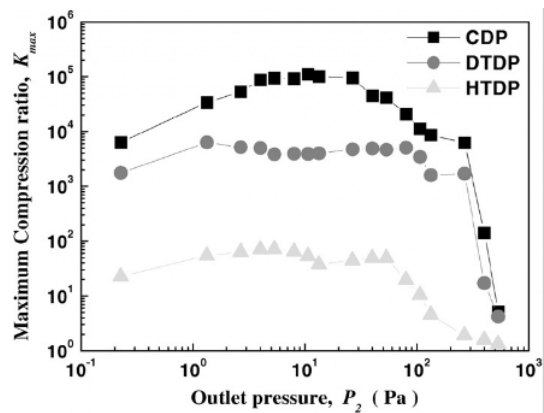 10^6
10^5
10^4
10^3
10^2
10^1
10^0
Maximum Compression ratio, K_max
CDP
DTDP
HTDP
10^-1 10^0 10^1 10^2 10^3
Outlet pressure, P_2 ( Pa )